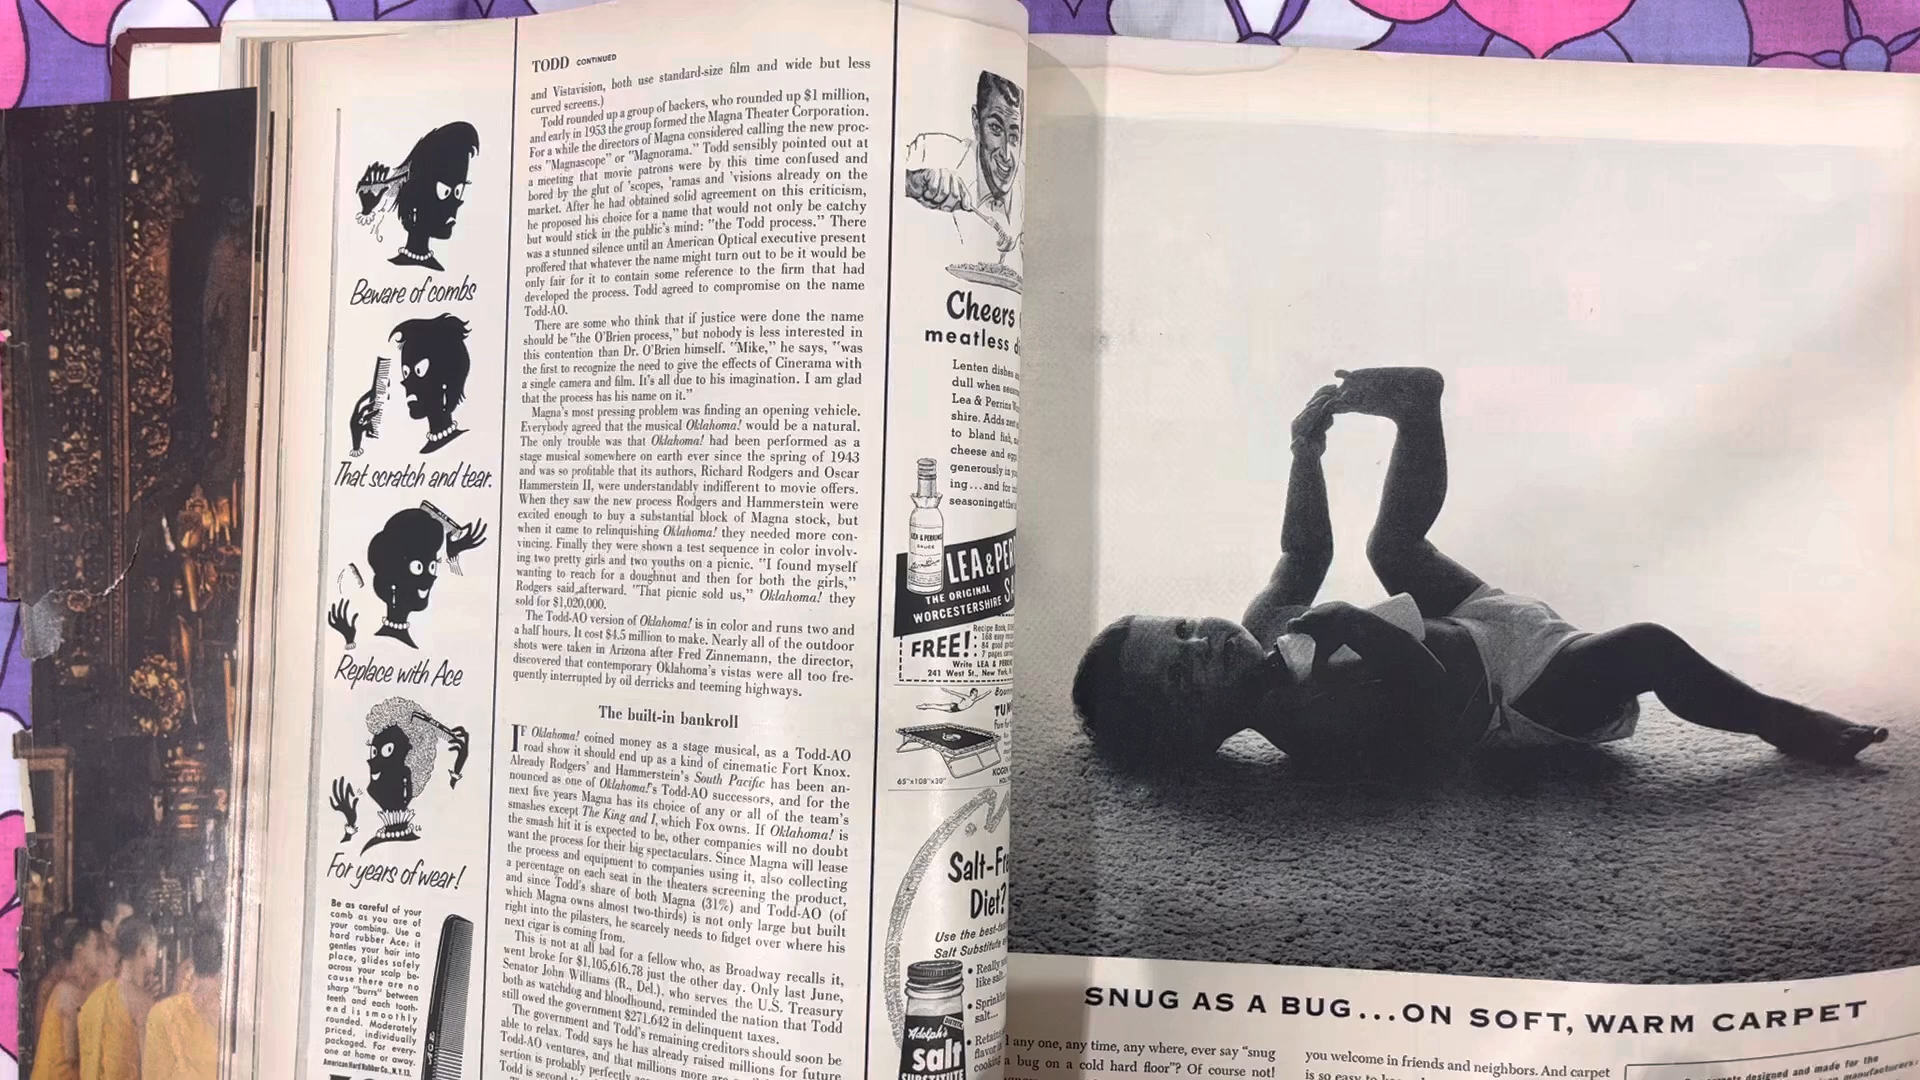 TODD CONTINUED
and Vistavision, both use standard-size film and wide but less
curved screens.)
Todd rounded up a group of backers, who rounded up $1 million,
and early in 1953 the group formed the Magna Theater Corporation.
For a while the directors of Magna considered calling the new proc-
ess "Magnascope" or "Magnorama." Todd sensibly pointed out at
a meeting that movie patrons were by this time confused and
bored by the glut of 'scopes, 'ramas and 'visions already on the
market. After he had obtained solid agreement on this criticism,
he proposed his choice for a name that would not only be catchy
but would stick in the public's mind: "the Todd process." There
was a stunned silence until an American Optical executive present
proffered that whatever the name might turn out to be it would be
only fair for it to contain some reference to the firm that had
developed the process. Todd agreed to compromise on the name
Todd-AO.
There are some who think that if justice were done the name
should be "the O'Brien process," but nobody is less interested in
this contention than Dr. O'Brien himself. "Mike," he says, "was
the first to recognize the need to give the effects of Cinerama with
a single camera and film. It's all due to his imagination. I am glad
that the process has his name on it."
Magna's most pressing problem was finding an opening vehicle.
Everybody agreed that the musical Oklahoma! would be a natural.
The only trouble was that Oklahoma! had been performed as a
stage musical somewhere on earth ever since the spring of 1943
and was so profitable that its authors, Richard Rodgers and Oscar
Hammerstein II, were understandably indifferent to movie offers.
When they saw the new process Rodgers and Hammerstein were
excited enough to buy a substantial block of Magna stock, but
when it came to relinquishing Oklahoma! they needed more con-
vincing. Finally they were shown a test sequence in color involv-
ing two pretty girls and two youths on a picnic. "I found myself
wanting to reach for a doughnut and then for both the girls,"
Rodgers said afterward. "That picnic sold us," Oklahoma! they
sold for $1,020,000.
The Todd-AO version of Oklahoma! is in color and runs two and
a half hours. It cost $4.5 million to make. Nearly all of the outdoor
shots were taken in Arizona after Fred Zinnemann, the director,
discovered that contemporary Oklahoma's vistas were all too fre-
quently interrupted by oil derricks and teeming highways.
The built-in bankroll
IF Oklahoma! coined money as a stage musical, as a Todd-AO
road show it should end up as a kind of cinematic Fort Knox.
Already Rodgers' and Hammerstein's South Pacific has been an-
nounced as one of Oklahoma!'s Todd-AO successors, and for the
next five years Magna has its choice of any or all of the team's
smashes except The King and I, which Fox owns. If Oklahoma! is
the smash hit it is expected to be, other companies will no doubt
want the process for their big spectaculars. Since Magna will lease
the process and equipment to companies using it, also collecting
a percentage on each seat in the theaters screening the product,
and since Todd's share of both Magna (31%) and Todd-AO (of
which Magna owns almost two-thirds) is not only large but built
right into the pilasters, he scarcely needs to fidget over where his
next cigar is coming from.
This is not at all bad for a fellow who, as Broadway recalls it,
went broke for $1,105,616.78 just the other day. Only last June,
Senator John Williams (R., Del.), who serves the U.S. Treasury
both as watchdog and bloodhound, reminded the nation that Todd
still owed the government $271,642 in delinquent taxes.
The government and Todd's remaining creditors should soon be
able to relax. Todd says he has already raised millions for future
Todd-AO ventures, and that millions more are
sertion is probably perfectly
Todd is second
Beware of combs
That scratch and tear.
Replace with Ace
For years of wear!
Be as careful of your
comb as you are of
your combing. Use a
hard rubber Ace: it
gentles your hair into
place, glides safely
across your scalp be-
cause there are no
sharp "burrs" between
teeth and each tooth-
end is smoothly
rounded. Moderately
priced, individually
packaged. For every-
one at home or away.
American Hard Rubber Co., N.Y. 13.
Cheers
meatless
Lenten dishes
dull when
Lea & Perrins
shire. Adds
to bland fish,
cheese and
generously in
ing...and for
seasoning at the
LEA & PERRINS
SAUCE
LEA & PER
THE ORIGINAL
WORCESTERSHIRE
FREE!
Recipe Book,
168 easy
84 good
7 pages
Write LEA &
241 West St., New York,
65"x108"x30"
Salt-Fr
Diet?
Use the
Salt Substitute
• Really
like salt...
• Sprinkles
salt...
• Retains
flavor
cooking
Adolph's
salt
SUBSTITUTE
SNUG AS A BUG...ON SOFT, WARM CARPET
any one, any time, any where, ever say "snug
a bug on a cold hard floor"? Of course not!
you welcome in friends and neighbors. And carpet
is so easy to
designed and made for the
manufacturers